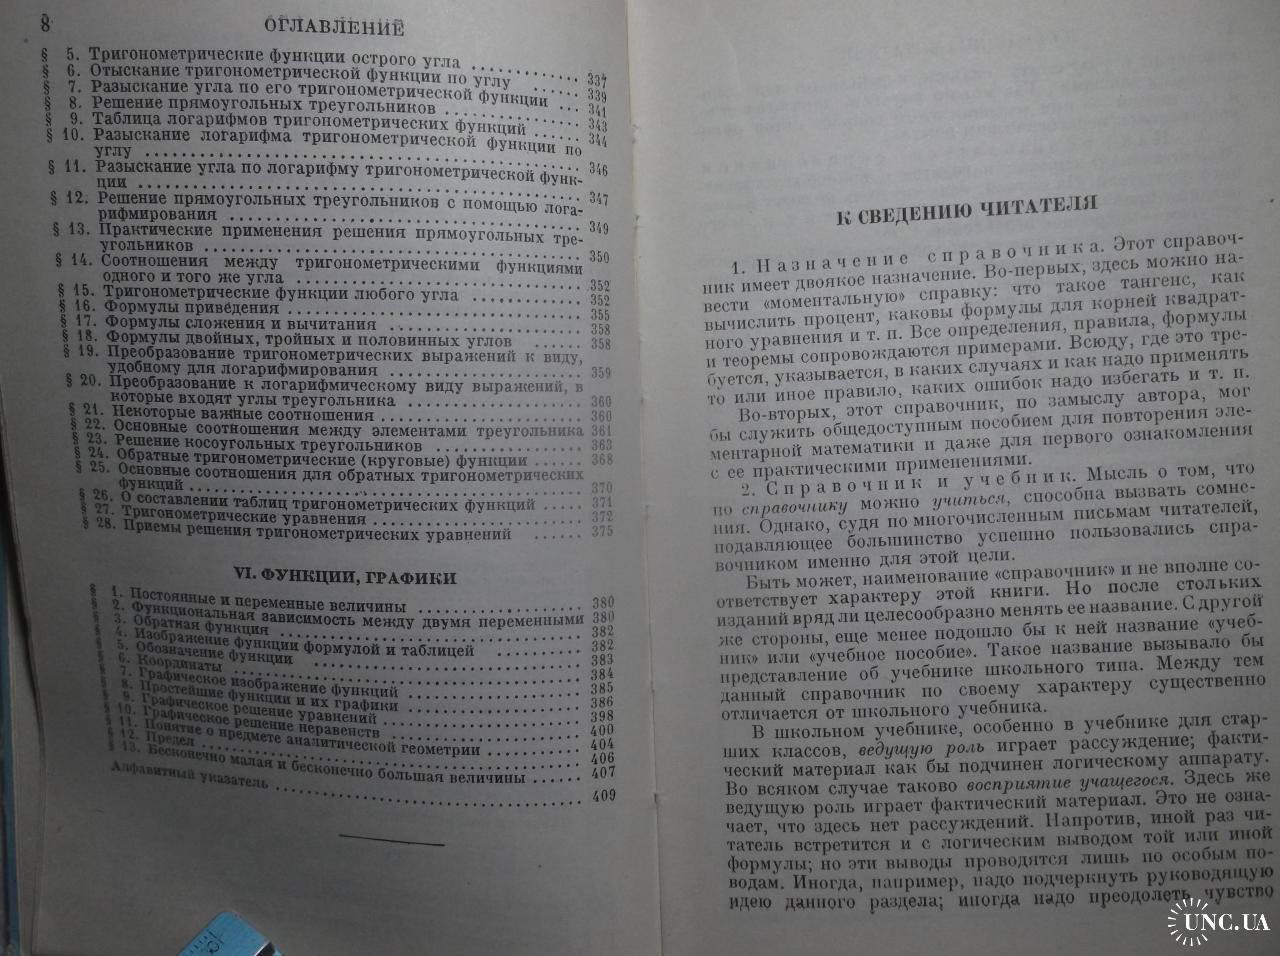 8
ОГЛАВЛЕНИЕ
§ 5. Тригонометрические функции острого угла . . . . . . . . . 337
§ 6. Отыскание тригонометрической функции по углу . . . . . 339
§ 7. Разыскание угла по его тригонометрической функции . . . 341
§ 8. Решение прямоугольных треугольников . . . . . . . . . . 343
§ 9. Таблица логарифмов тригонометрических функций . . . . . 344
§ 10. Разыскание логарифма тригонометрической функции по
углу . . . . . . . . . . . . . . . . . . . . 346
§ 11. Разыскание угла по логарифму тригонометрической функ-
ции . . . . . . . . . . . . . . . . . . . . 347
§ 12. Решение прямоугольных треугольников с помощью лога-
рифмирования . . . . . . . . . . . . . . . . 349
§ 13. Практические применения решения прямоугольных тре-
угольников . . . . . . . . . . . . . . . . . 350
§ 14. Соотношения между тригонометрическими функциями
одного и того же угла . . . . . . . . . . . . 352
§ 15. Тригонометрические функции любого угла . . . . . . . . 352
§ 16. Формулы приведения . . . . . . . . . . . . . . 355
§ 17. Формулы сложения и вычитания . . . . . . . . . . 358
§ 18. Формулы двойных, тройных и половинных углов . . . . . 358
§ 19. Преобразование тригонометрических выражений к виду,
удобному для логарифмирования . . . . . . . . . 359
§ 20. Преобразование к логарифмическому виду выражений, в
которые входят углы треугольника . . . . . . . . 360
§ 21. Некоторые важные соотношения . . . . . . . . . . 360
§ 22. Основные соотношения между элементами треугольника 361
§ 23. Решение косоугольных треугольников . . . . . . . . 363
§ 24. Обратные тригонометрические (круговые) функции . . . . . 368
§ 25. Основные соотношения для обратных тригонометрических
функций . . . . . . . . . . . . . . . . . . 370
§ 26. О составлении таблиц тригонометрических функций . . . . . 371
§ 27. Тригонометрические уравнения . . . . . . . . . . 372
§ 28. Приемы решения тригонометрических уравнений . . . . . . 375
VI. ФУНКЦИИ, ГРАФИКИ
§ 1. Постоянные и переменные величины . . . . . . . . . 380
§ 2. Функциональная зависимость между двумя переменными 380
§ 3. Обратная функция . . . . . . . . . . . . . . . 382
§ 4. Изображение функции формулой и таблицей . . . . . . . 382
§ 5. Обозначение функции . . . . . . . . . . . . . . 383
§ 6. Координаты . . . . . . . . . . . . . . . . . 384
§ 7. Графическое изображение функций . . . . . . . . . 385
§ 8. Простейшие функции и их графики . . . . . . . . . 386
§ 9. Графическое решение уравнений . . . . . . . . . . 398
§ 10. Графическое решение неравенств . . . . . . . . . 400
§ 11. Понятие о предмете аналитической геометрии . . . . . . 404
§ 12. Предел . . . . . . . . . . . . . . . . . . . 406
§ 13. Бесконечно малая и бесконечно большая величины . . . . . 407
Алфавитный указатель . . . . . . . . . . . . . . . 409
К СВЕДЕНИЮ ЧИТАТЕЛЯ
1. Назначение справочника. Этот справоч-
ник имеет двоякое назначение. Во-первых, здесь можно на-
вести «моментальную» справку: что такое тангенс, как
вычислить процент, каковы формулы для корней квадрат-
ного уравнения и т. п. Все определения, правила, формулы
и теоремы сопровождаются примерами. Всюду, где это тре-
буется, указывается, в каких случаях и как надо применять
то или иное правило, каких ошибок надо избегать и т. п.
Во-вторых, этот справочник, по замыслу автора, мог
бы служить общедоступным пособием для повторения эле-
ментарной математики и даже для первого ознакомления
с ее практическими применениями.
2. Справочник и учебник. Мысль о том, что
по справочнику можно учиться, способна вызвать сомне-
ния. Однако, судя по многочисленным письмам читателей,
подавляющее большинство успешно пользовались спра-
вочником именно для этой цели.
Быть может, наименование «справочник» и не вполне со-
ответствует характеру этой книги. Но после стольких
изданий вряд ли целесообразно менять ее название. С другой
же стороны, еще менее подошло бы к ней название «учеб-
ник» или «учебное пособие». Такое название вызывало бы
представление об учебнике школьного типа. Между тем
данный справочник по своему характеру существенно
отличается от школьного учебника.
В школьном учебнике, особенно в учебнике для стар-
ших классов, ведущую роль играет рассуждение; факти-
ческий материал как бы подчинен логическому аппарату.
Во всяком случае таково восприятие учащегося. Здесь же
ведущую роль играет фактический материал. Это не озна-
чает, что здесь нет рассуждений. Напротив, иной раз чи-
татель встретится и с логическим выводом той или иной
формулы; но эти выводы проводятся лишь по особым по-
водам. Иногда, например, надо подчеркнуть руководящую
идею данного раздела; иногда надо преодолеть чувство
UNC.UA